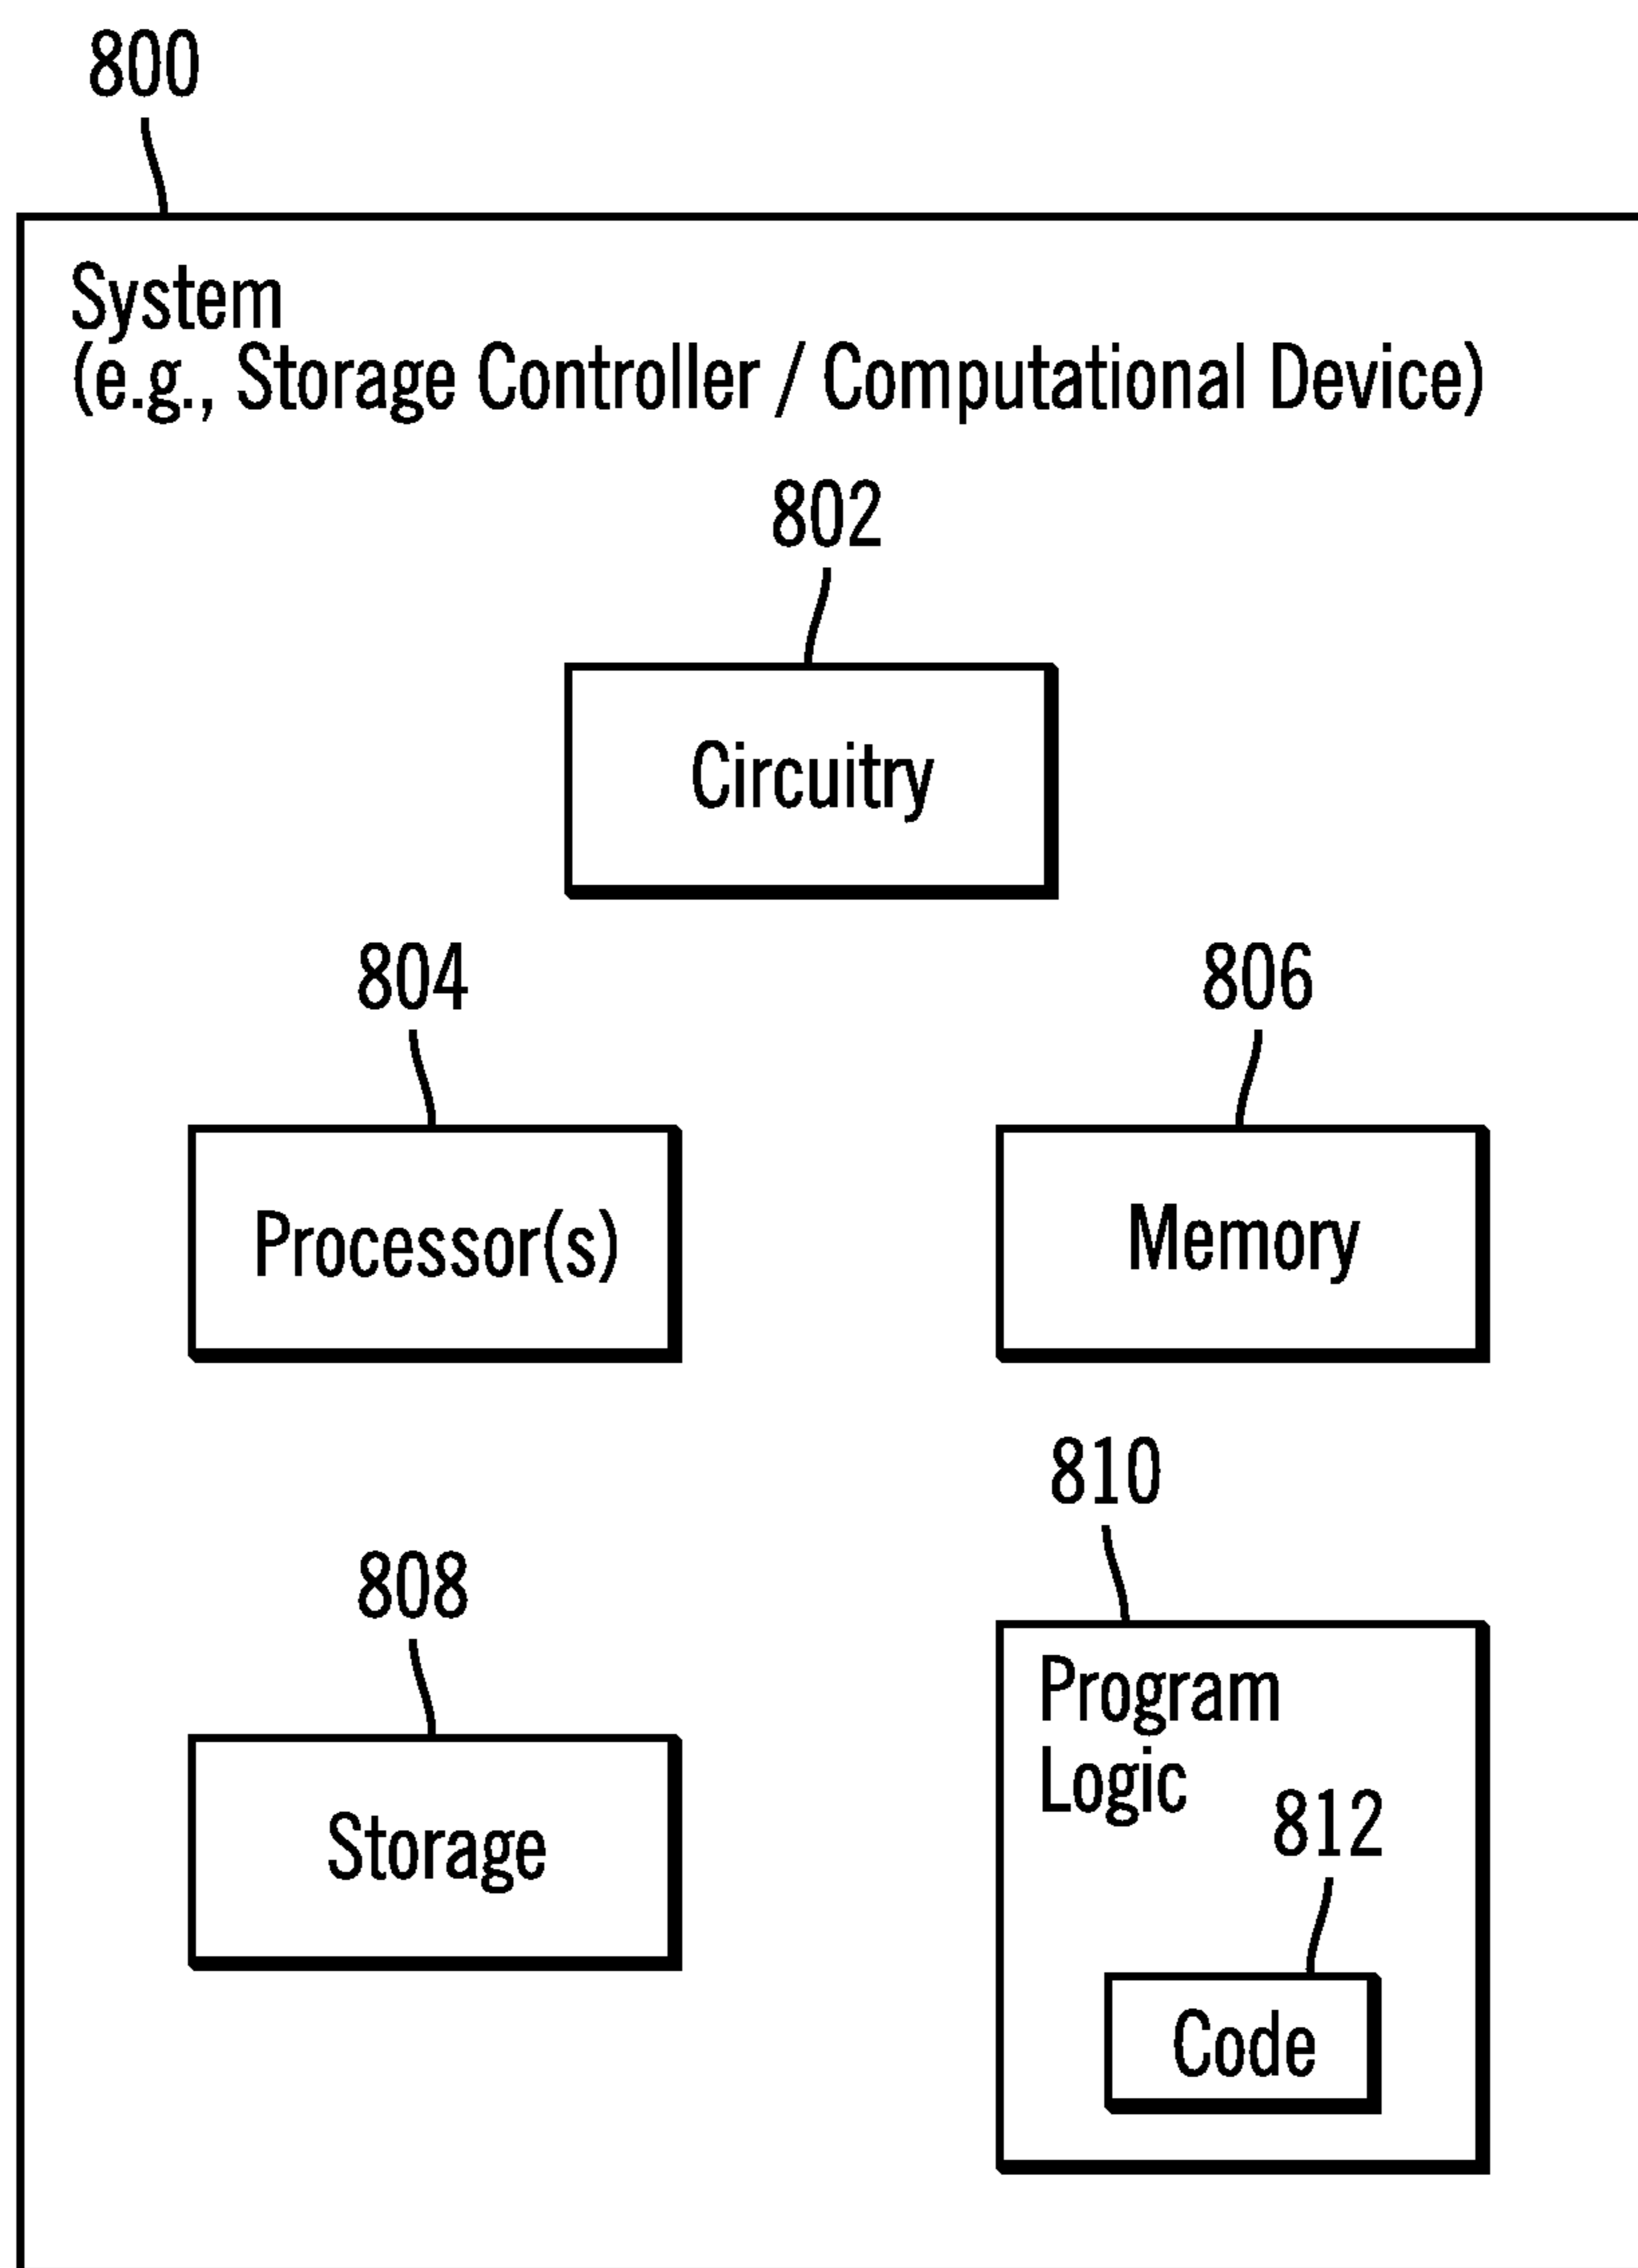 800
System
(e.g., Storage Controller / Computational Device)
802
Circuitry
804
806
Processor(s)
Memory
810
808
Program
Logic
812
Storage
Code